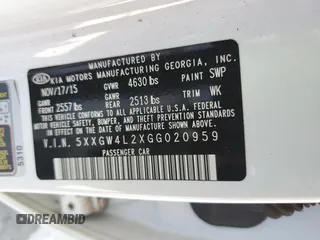 MANUFACTURED BY
KIA KIA MOTORS MANUFACTURING GEORGIA, INC.
NOV/17/15 GVWR 4630 lbs PAINT SWP
GAWR FRONT 2557 lbs GAWR REAR 2513 lbs TRIM WK
THIS VEHICLE CONFORMS TO ALL APPLICABLE U.S. FEDERAL MOTOR VEHICLE
SAFETY, BUMPER, AND THEFT PREVENTION STANDARDS IN EFFECT ON
THE DATE OF MANUFACTURE SHOWN ABOVE.
V.I.N. 5XXGW4L2XGG020959
PASSENGER CAR
5310
DREAMBID